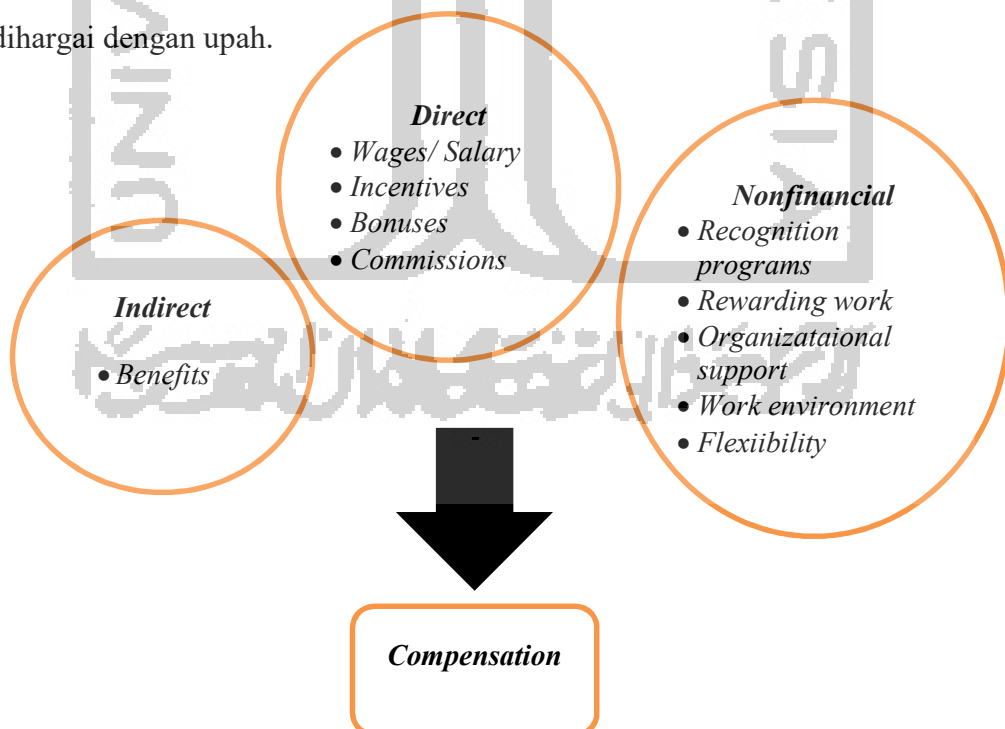 dihargai dengan upah.
Direct
• Wages/ Salary
• Incentives
• Bonuses
• Commissions
Nonfinancial
• Recognition
programs
• Rewarding work
• Organizataional
support
• Work environment
• Flexiibility
Indirect
• Benefits
Compensation